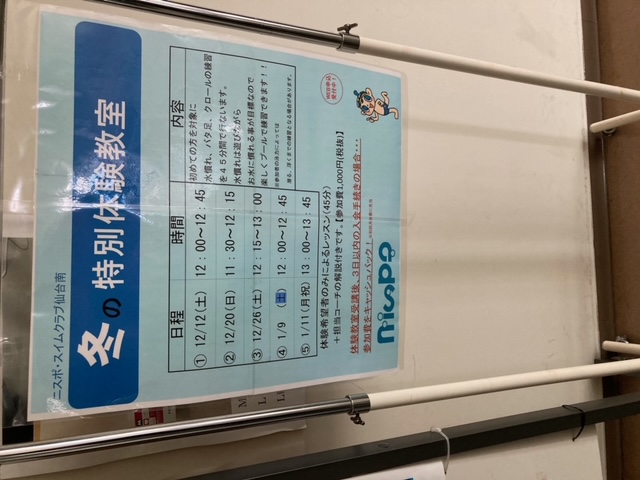 ニスポ・スイムクラブ仙台南
冬の特別体験教室
日程 時間 内容
① 12/12(土) 12:00〜12:45
② 12/20(日) 11:30〜12:15
③ 12/26(土) 12:15〜13:00
④ 1/9 (土) 12:00〜12:45
⑤ 1/11(月祝) 13:00〜13:45
初めての方を対象に
水慣れ、バタ足、クロールの練習
を45分間で行ないます。
水慣れは遊びながら
お水に慣れる事が目標なので
楽しくプールで練習できます!!
体験希望者のみによるレッスン(45分)
+担当コーチの解説付きです。【参加費1,000円(税抜)】
体験教室受講後、3日以内の入会手続きの場合・・・
参加費をキャッシュバック!
WEB申込
受付中!
NiSPO